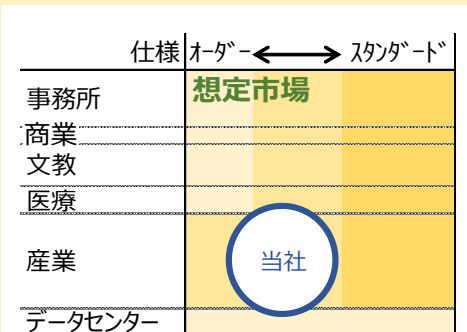 仕様 ｵｰﾀﾞｰ ｽﾀﾝﾀﾞｰﾄﾞ
事務所 想定市場
商業
文教
医療
産業 当社
データセンター